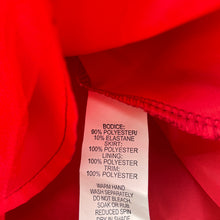 BODICE:
90% POLYESTER/
10% ELASTANE
SKIRT:
100% POLYESTER
LINING:
100% POLYESTER
TRIM:
100% POLYESTER
WARM HAND
WASH SEPARATELY
DO NOT BLEACH,
SOAK OR RUB
REDUCED SPIN